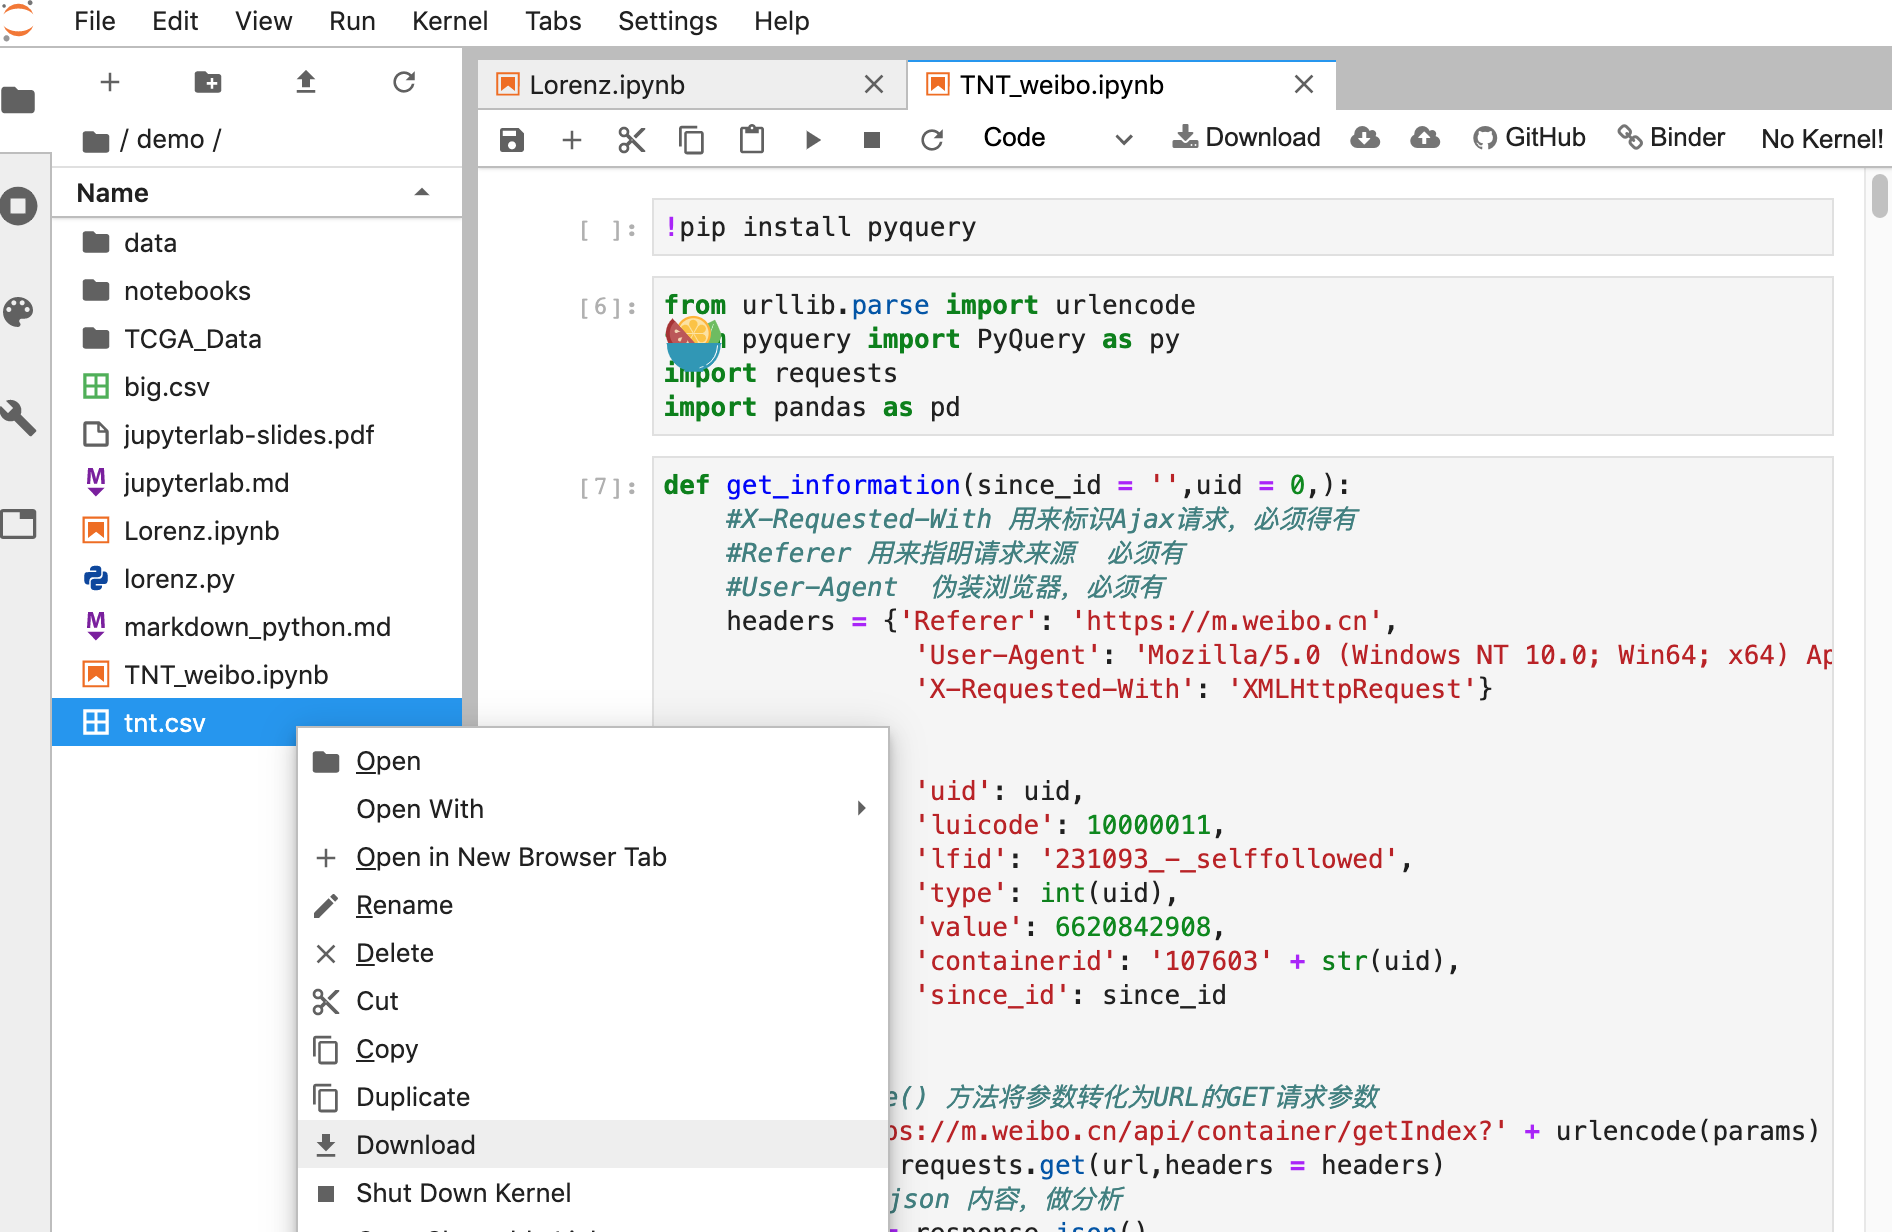 File Edit View Run Kernel Tabs Settings Help
/ demo /
Name
data
notebooks
TCGA_Data
big.csv
jupyterlab-slides.pdf
jupyterlab.md
Lorenz.ipynb
lorenz.py
markdown_python.md
TNT_weibo.ipynb
tnt.csv
Open
Open With
Open in New Browser Tab
Rename
Delete
Cut
Copy
Duplicate
Download
Shut Down Kernel
Lorenz.ipynb TNT_weibo.ipynb
Code Download GitHub Binder No Kernel!
[ ]: !pip install pyquery
[6]: from urllib.parse import urlencode
pyquery import PyQuery as py
import requests
import pandas as pd
[7]: def get_information(since_id = '',uid = 0,):
#X-Requested-With 用来标识Ajax请求，必须得有
#Referer 用来指明请求来源 必须有
#User-Agent 伪装浏览器，必须有
headers = {'Referer': 'https://m.weibo.cn',
'User-Agent': 'Mozilla/5.0 (Windows NT 10.0; Win64; x64) Ap
'X-Requested-With': 'XMLHttpRequest'}
'uid': uid,
'luicode': 10000011,
'lfid': '231093_-_selffollowed',
'type': int(uid),
'value': 6620842908,
'containerid': '107603' + str(uid),
'since_id': since_id
e() 方法将参数转化为URL的GET请求参数
ps://m.weibo.cn/api/container/getIndex?' + urlencode(params)
requests.get(url,headers = headers)
json 内容，做分析
response.json()